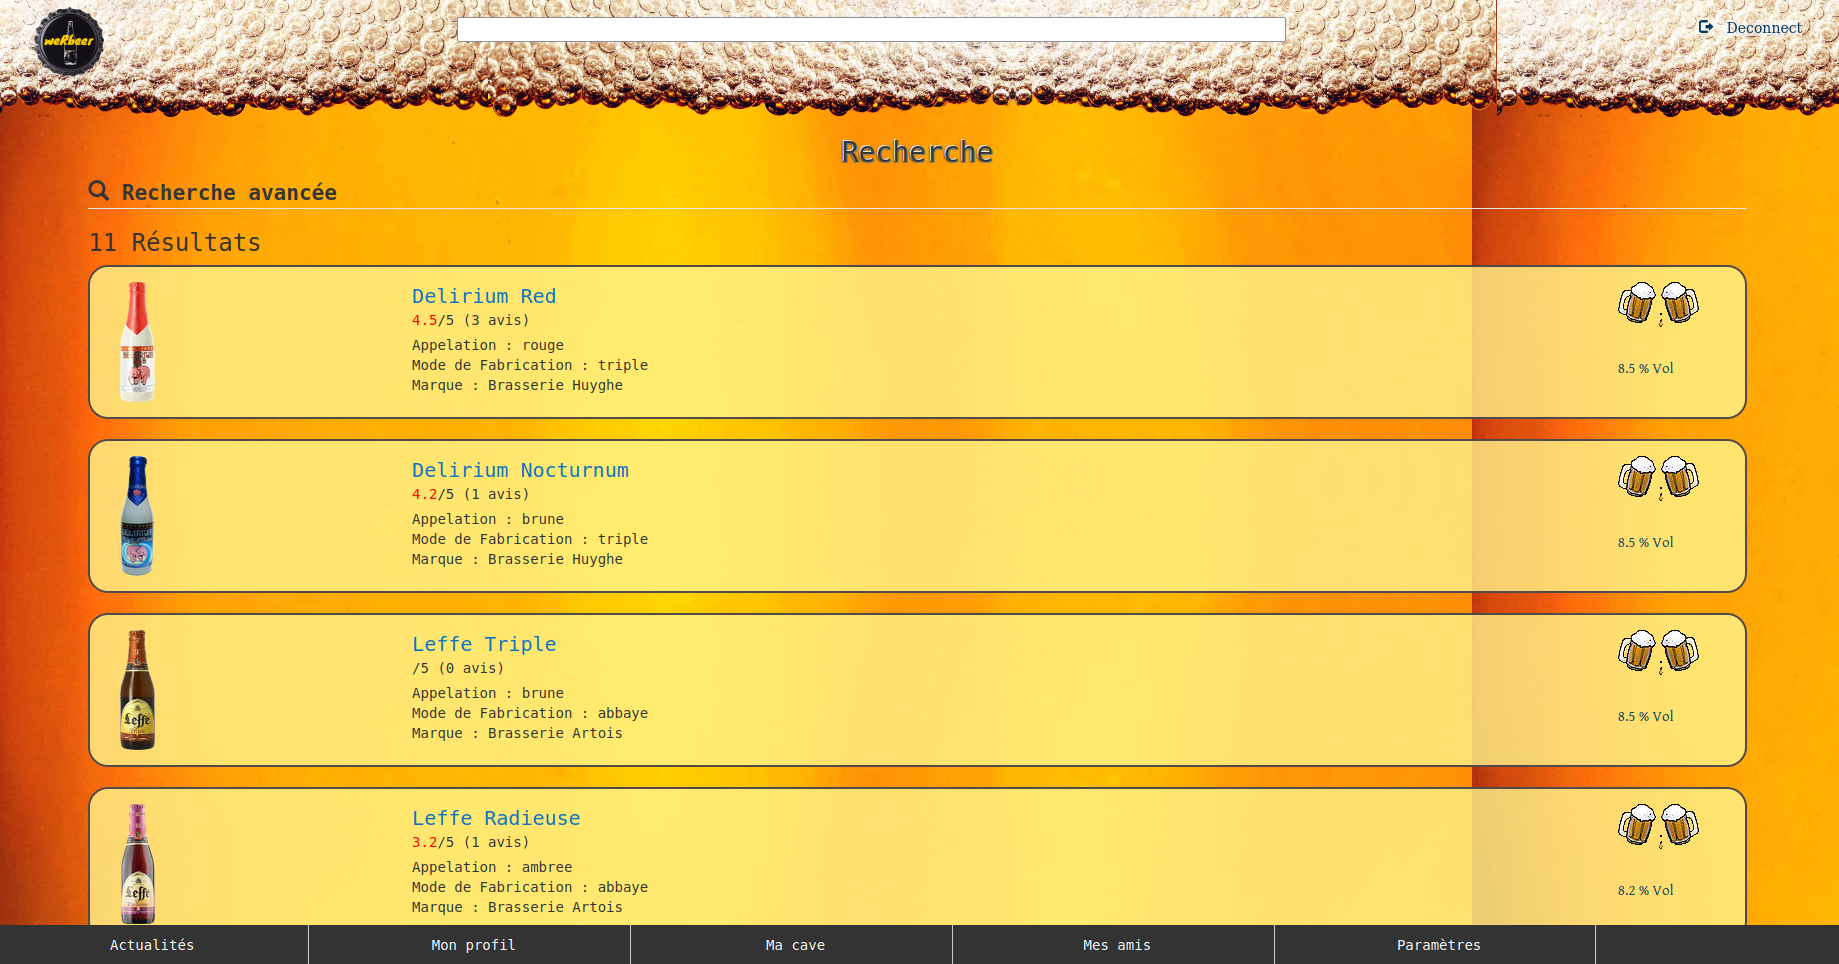 weRbeer
Deconnect
Recherche
Recherche avancée
11 Résultats
Delirium Red
4.5/5 (3 avis)
Appelation : rouge
Mode de Fabrication : triple
Marque : Brasserie Huyghe
8.5 % Vol
Delirium Nocturnum
4.2/5 (1 avis)
Appelation : brune
Mode de Fabrication : triple
Marque : Brasserie Huyghe
8.5 % Vol
DELIRIUM
Leffe Triple
/5 (0 avis)
Appelation : brune
Mode de Fabrication : abbaye
Marque : Brasserie Artois
8.5 % Vol
Leffe
Leffe Radieuse
3.2/5 (1 avis)
Appelation : ambree
Mode de Fabrication : abbaye
Marque : Brasserie Artois
8.2 % Vol
Leffe
Actualités
Mon profil
Ma cave
Mes amis
Paramètres